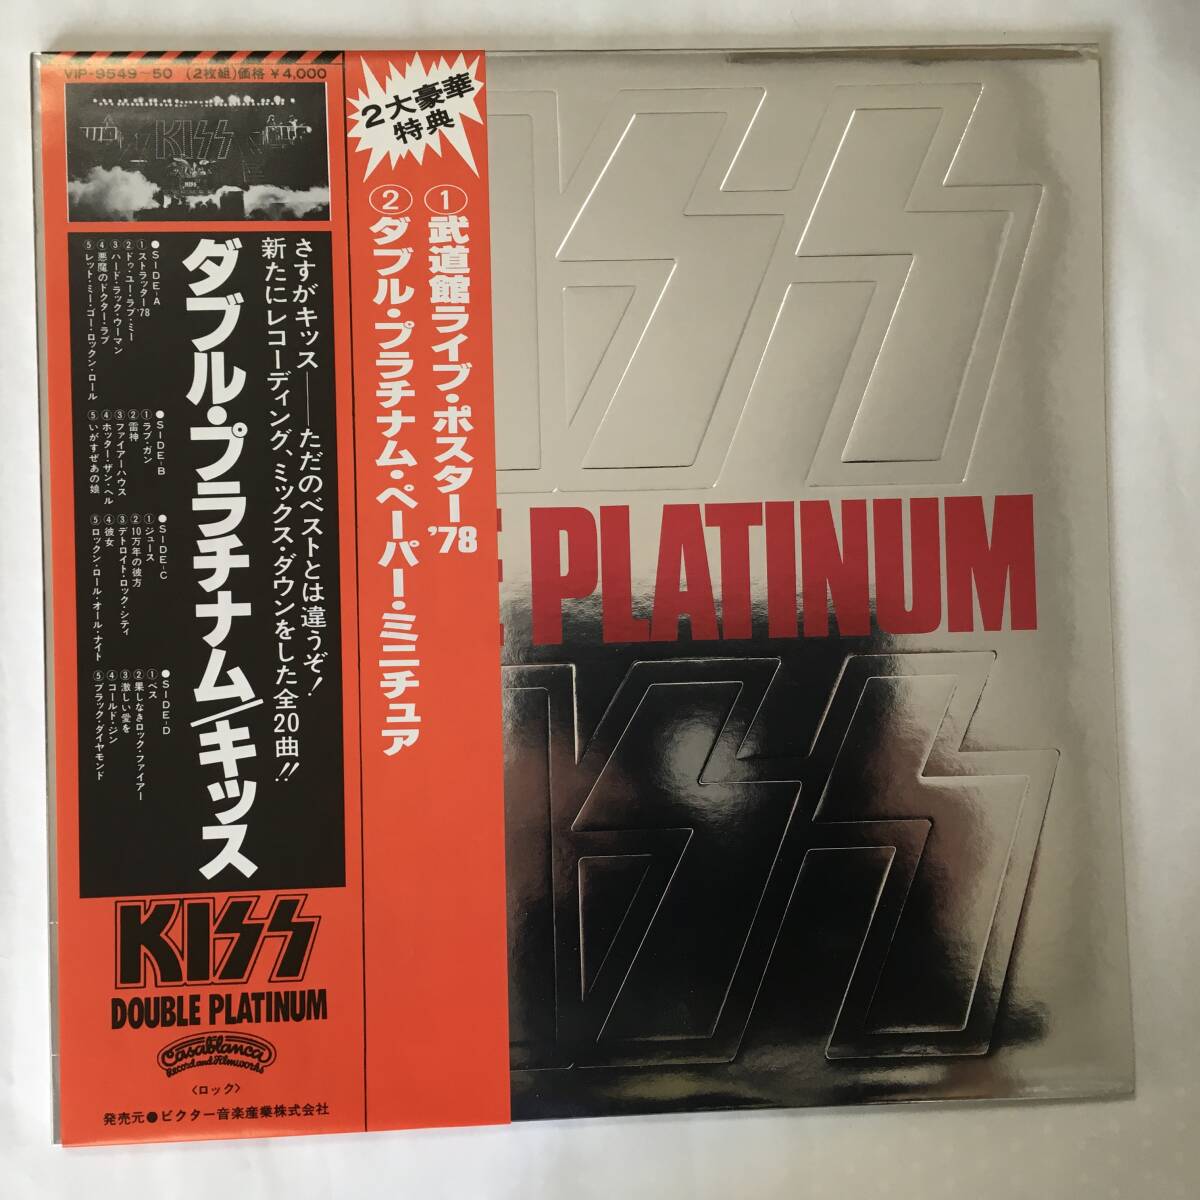 VIP-9549〜50 (2枚組)価格¥4,000
KISS
2大豪華
特典
①武道館ライブ・ポスター'78
②ダブル・プラチナム・ペーパー・ミニチュア
さすがキッス──ただのベストとは違うぞ!
新たにレコーディング、ミックス・ダウンをした全20曲!!
ダブル・プラチナム/キッス
●SIDE-A
①ストラッター'78
②ドゥ・ユー・ラブ・ミー
③ハード・ラック・ウーマン
④悪魔のドクター・ラブ
⑤レット・ミー・ゴー・ロックン・ロール
●SIDE-B
①ラブ・ガン
②雷神
③ファイアーハウス
④ホッター・ザン・ヘル
⑤いかすぜあの娘
●SIDE-C
①ジュース
②10万年の彼方
③デトロイト・ロック・シティ
④彼女
⑤ロックン・ロール・オール・ナイト
●SIDE-D
①ベス
②果しなきロック・ファイアー
③激しい愛を
④コールド・ジン
⑤ブラック・ダイヤモンド
KISS
DOUBLE PLATINUM
Casablanca
Record and FilmWorks
〈ロック〉
発売元●ビクター音楽産業株式会社
PLATINUM